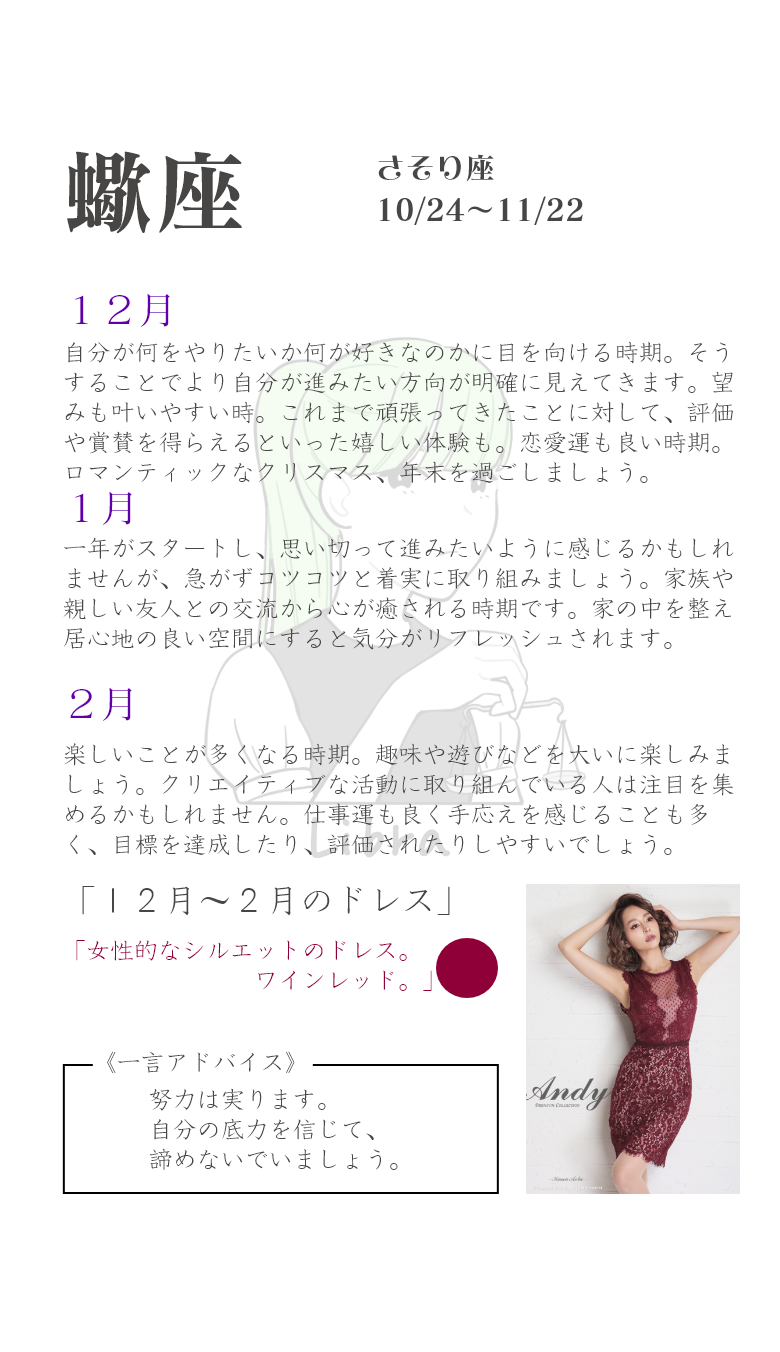 蠍座
さそり座
10/24〜11/22
１２月
自分が何をやりたいか何が好きなのかに目を向ける時期。そう
することでより自分が進みたい方向が明確に見えてきます。望
みも叶いやすい時。これまで頑張ってきたことに対して、評価
や賞賛を得らえるといった嬉しい体験も。恋愛運も良い時期。
ロマンティックなクリスマス、年末を過ごしましょう。
１月
一年がスタートし、思い切って進みたいように感じるかもしれ
ませんが、急がずコツコツと着実に取り組みましょう。家族や
親しい友人との交流から心が癒される時期です。家の中を整え
居心地の良い空間にすると気分がリフレッシュされます。
２月
楽しいことが多くなる時期。趣味や遊びなどを大いに楽しみま
しょう。クリエイティブな活動に取り組んでいる人は注目を集
めるかもしれません。仕事運も良く手応えを感じることも多
く、目標を達成したり、評価されたりしやすいでしょう。
Libra
「１２月〜２月のドレス」
「女性的なシルエットのドレス。
ワインレッド。」
《一言アドバイス》
努力は実ります。
自分の底力を信じて、
諦めないでいましょう。
Andy